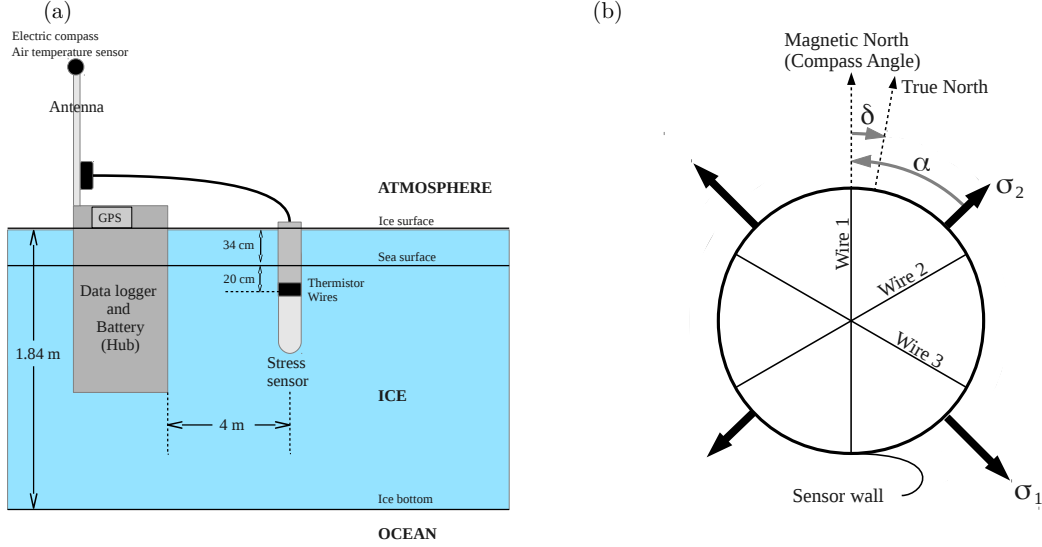 (a)
Electric compass
Air temperature sensor
Antenna
ATMOSPHERE
GPS
Ice surface
34 cm
Sea surface
20 cm
Thermistor
Wires
Data logger
and
Battery
(Hub)
1.84 m
Stress
sensor
ICE
4 m
Ice bottom
OCEAN
(b)
Magnetic North
(Compass Angle)
True North
δ
α
σ2
Wire 1
Wire 2
Wire 3
σ1
Sensor wall